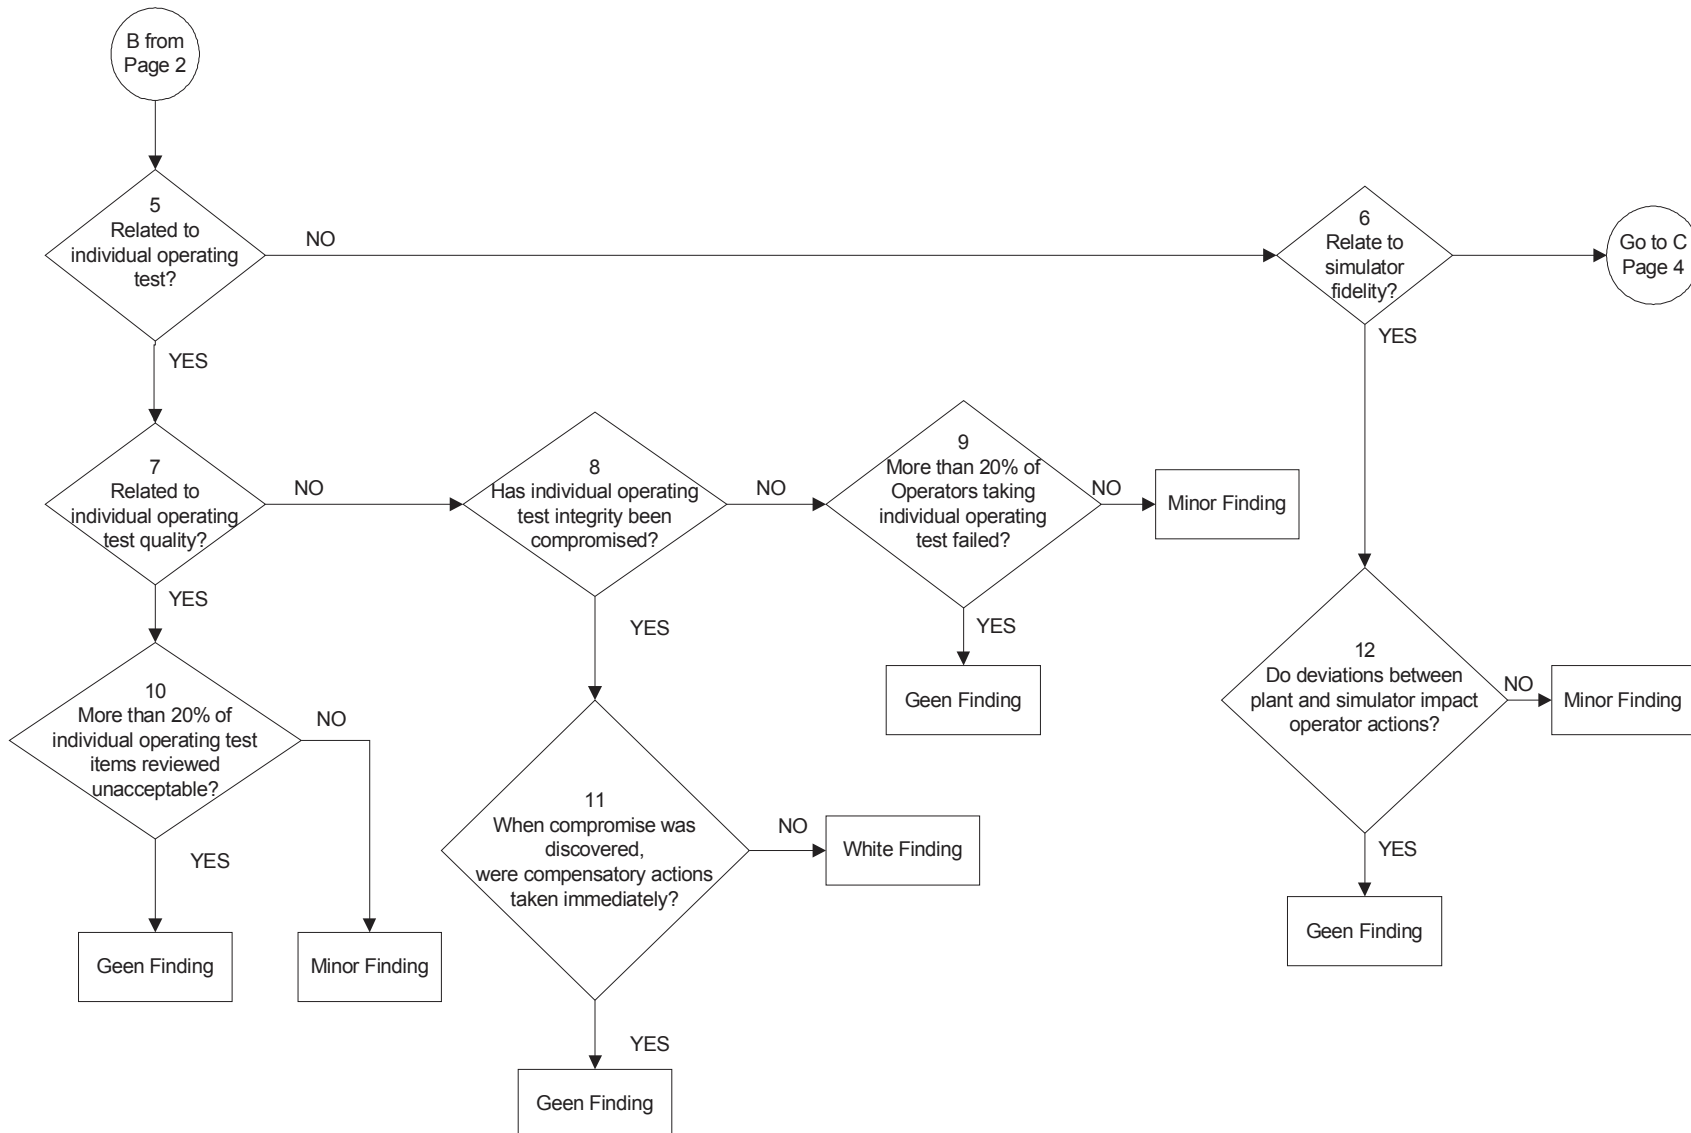 B from
Page 2
5
Related to
individual operating
test?
NO
6
Relate to
simulator
fidelity?
Go to C
Page 4
YES
YES
7
Related to
individual operating
test quality?
NO
8
Has individual operating
test integrity been
compromised?
NO
9
More than 20% of
Operators taking
individual operating
test failed?
NO
Minor Finding
YES
YES
YES
Geen Finding
10
More than 20% of
individual operating test
items reviewed
unacceptable?
NO
12
Do deviations between
plant and simulator impact
operator actions?
NO
Minor Finding
11
When compromise was
discovered,
were compensatory actions
taken immediately?
NO
White Finding
YES
YES
Geen Finding
Minor Finding
Geen Finding
YES
Geen Finding